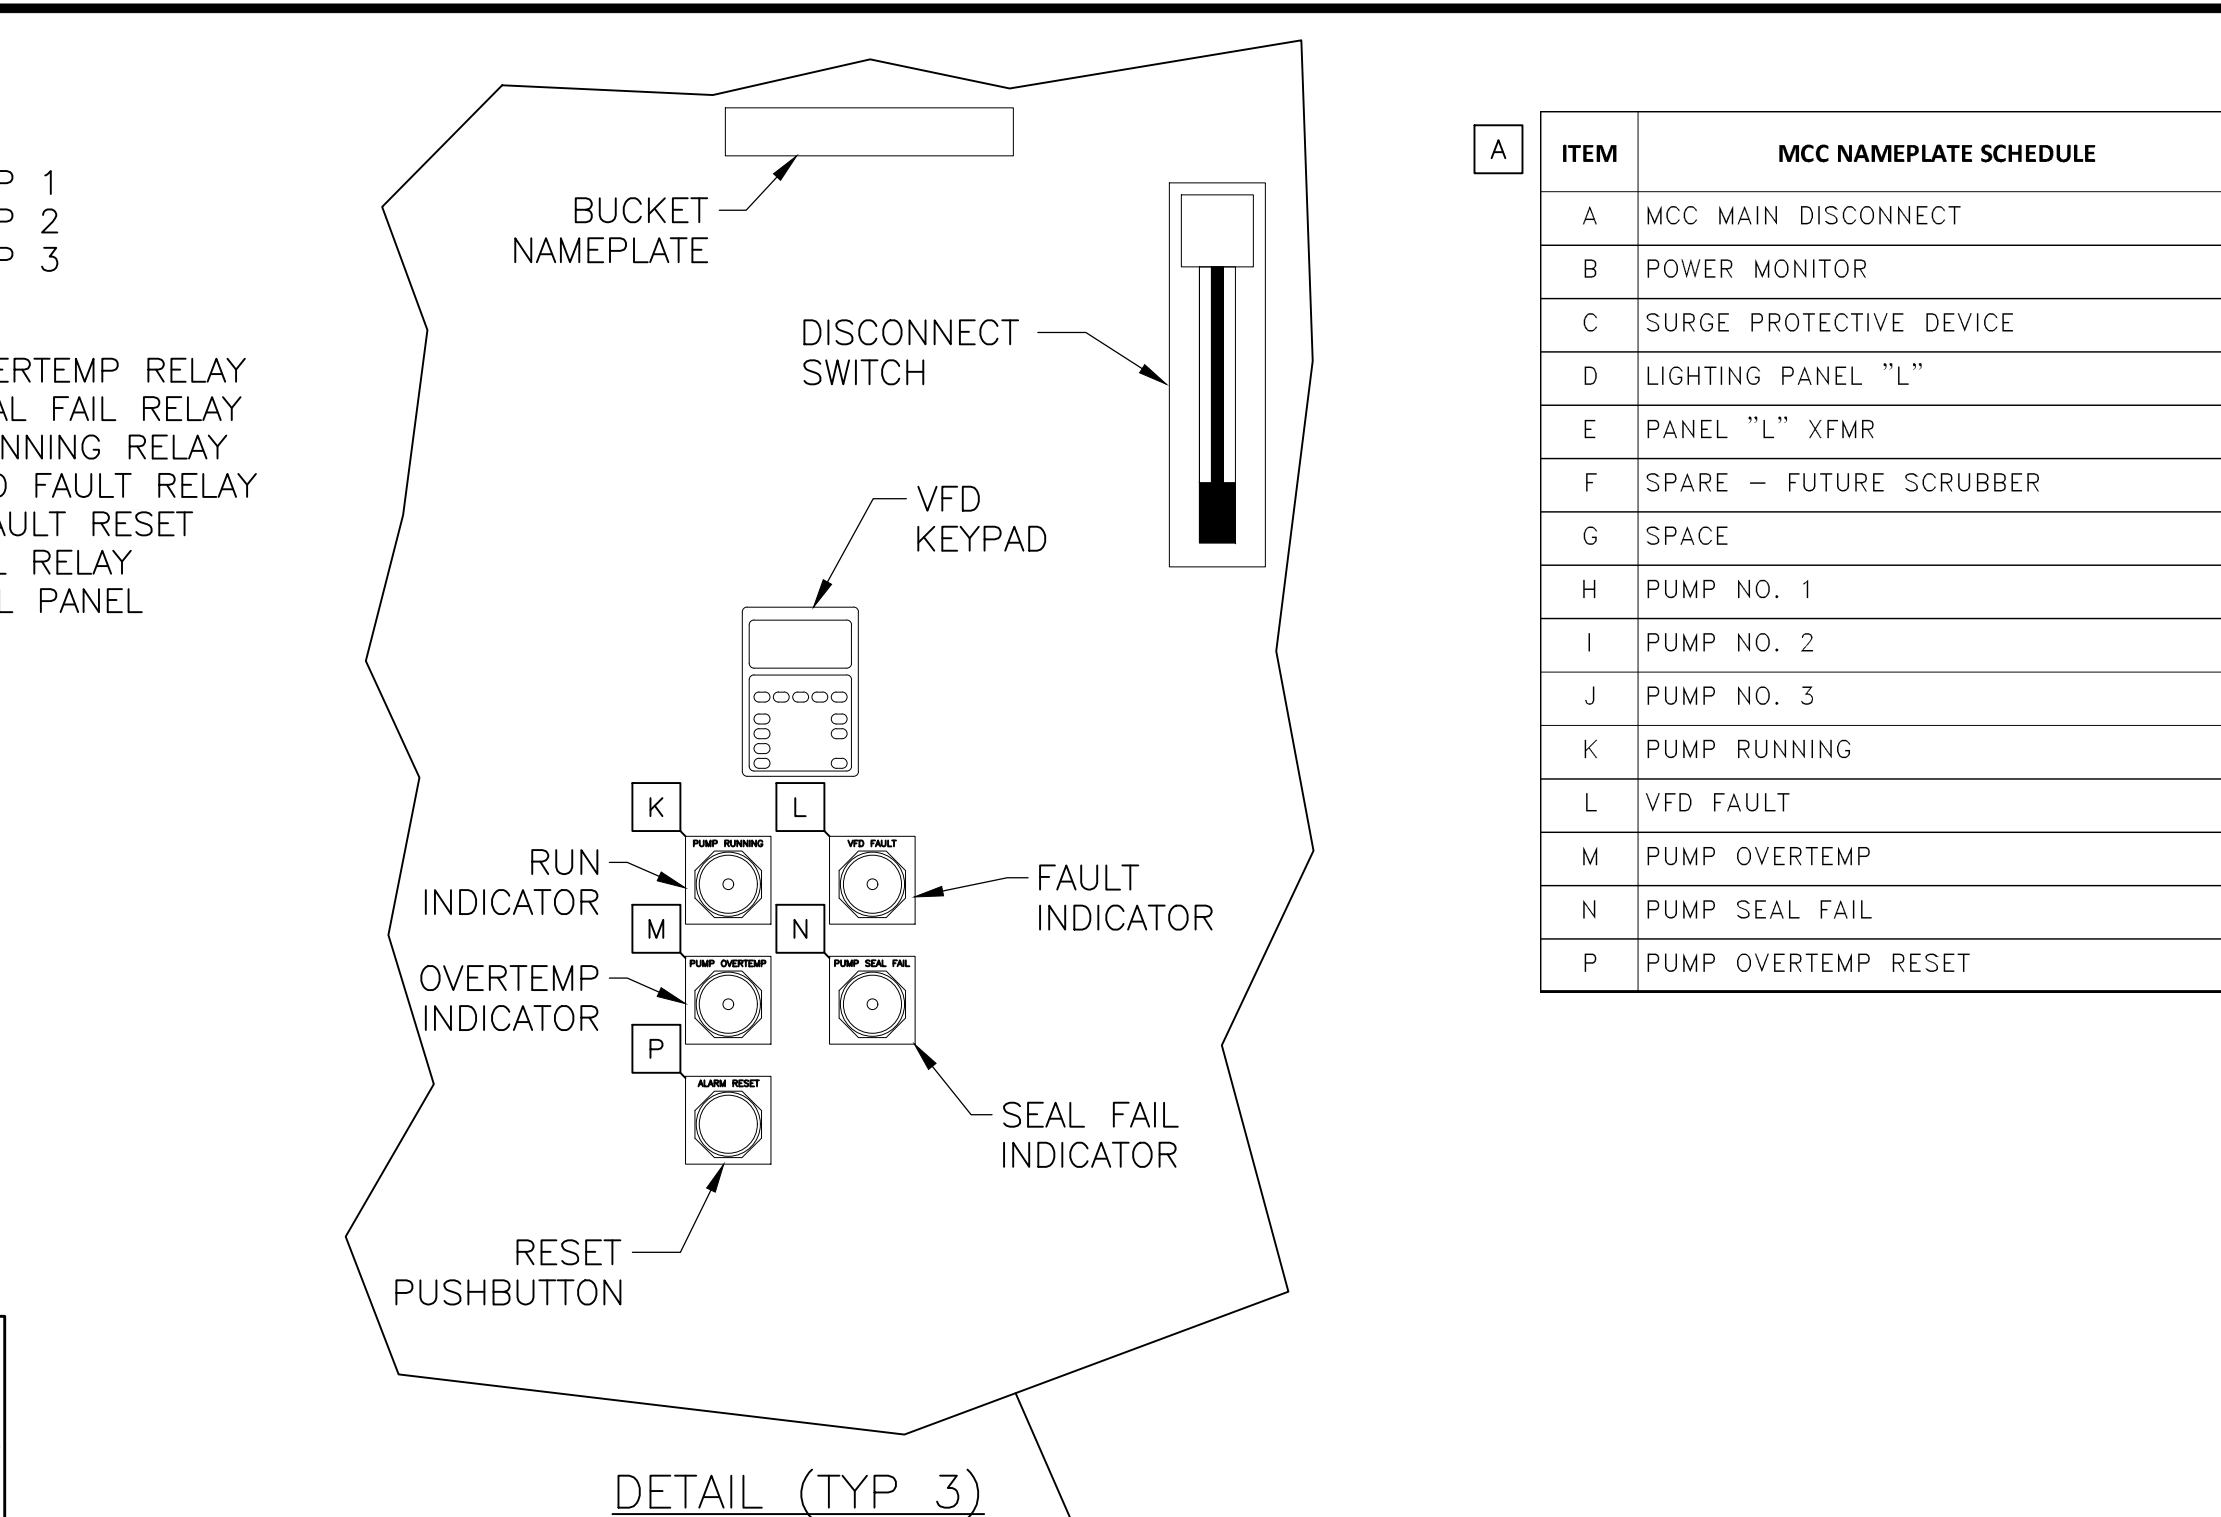 P 1
P 2
P 3
ERTEMP RELAY
AL FAIL RELAY
NNING RELAY
FAULT RELAY
AULT RESET
L RELAY
L PANEL
BUCKET
NAMEPLATE
DISCONNECT
SWITCH
VFD
KEYPAD
K
L
PUMP RUNNING
VFD FAULT
RUN
INDICATOR
FAULT
INDICATOR
M
N
PUMP OVERTEMP
PUMP SEAL FAIL
OVERTEMP
INDICATOR
P
ALARM RESET
SEAL FAIL
INDICATOR
RESET
PUSHBUTTON
DETAIL (TYP 3)
A
ITEM MCC NAMEPLATE SCHEDULE
A MCC MAIN DISCONNECT
B POWER MONITOR
C SURGE PROTECTIVE DEVICE
D LIGHTING PANEL ”L”
E PANEL ”L” XFMR
F SPARE – FUTURE SCRUBBER
G SPACE
H PUMP NO. 1
I PUMP NO. 2
J PUMP NO. 3
K PUMP RUNNING
L VFD FAULT
M PUMP OVERTEMP
N PUMP SEAL FAIL
P PUMP OVERTEMP RESET